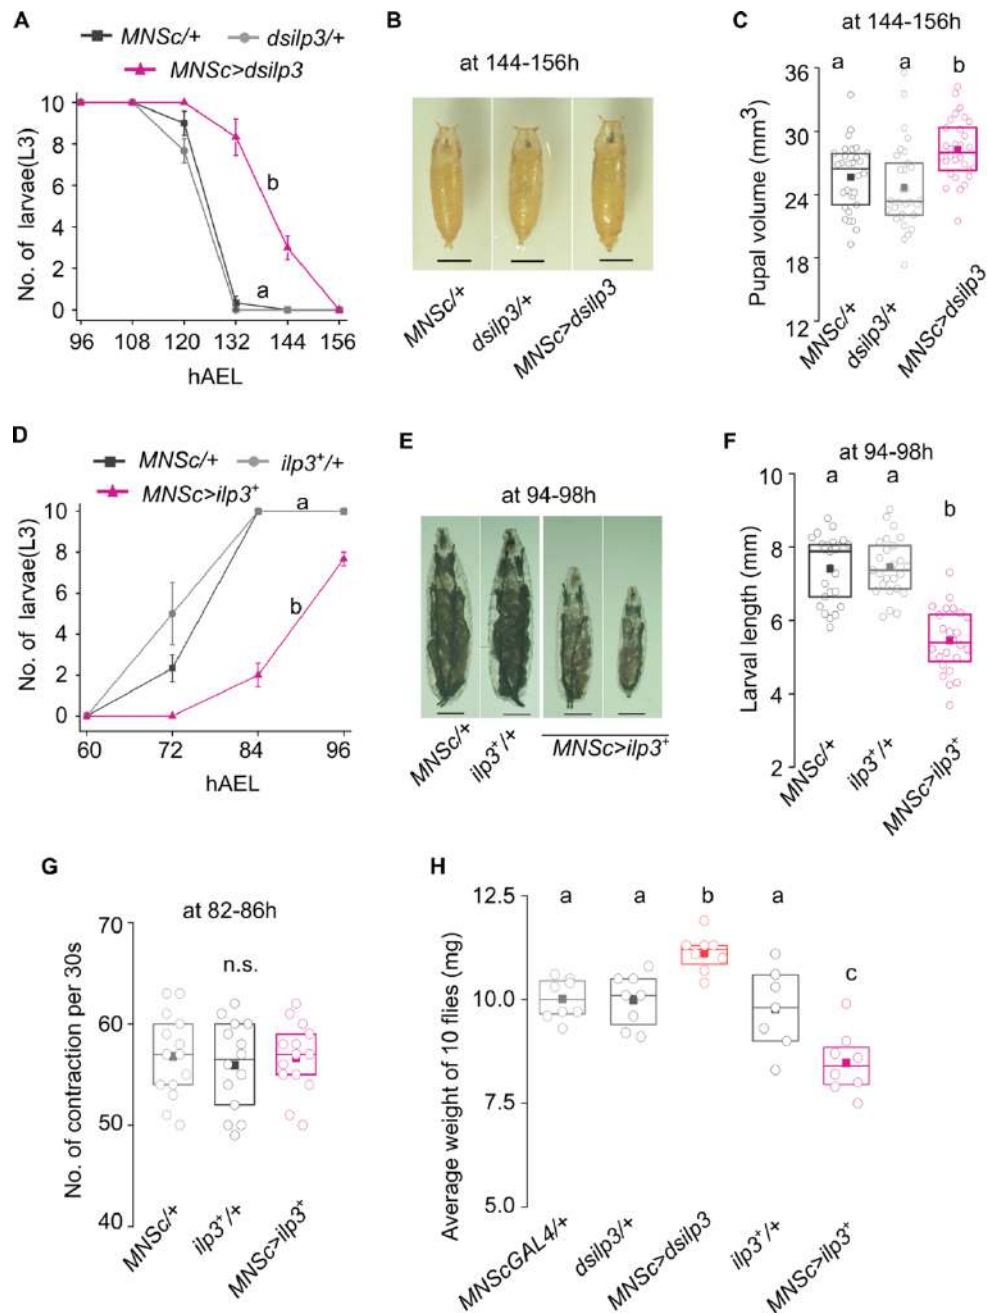 A
MNSc/+ dsilp3/+
MNSc>dsilp3
No. of larvae(L3)
10
8
6
4
2
0
b
a
96 108 120 132 144 156
hAEL
B
at 144-156h
MNSc/+
dsilp3/+
MNSc>dsilp3
C
at 144-156h
a a b
Pupal volume (mm3)
36
30
24
18
12
MNSc/+
dsilp3/+
MNSc>dsilp3
D
MNSc/+ ilp3+/+
MNSc>ilp3+
No. of larvae(L3)
10
8
6
4
2
0
a
b
60 72 84 96
hAEL
E
at 94-98h
MNSc/+
ilp3+/+
MNSc>ilp3+
F
at 94-98h
a a b
Larval length (mm)
10
8
6
4
2
MNSc/+
ilp3+/+
MNSc>ilp3+
G
at 82-86h
n.s.
No. of contraction per 30s
70
60
50
40
MNSc/+
ilp3+/+
MNSc>ilp3+
H
a a b a c
Average weight of 10 flies (mg)
12.5
10.0
7.5
5.0
MNScGAL4/+
dsilp3/+
MNSc>dsilp3
ilp3+/+
MNSc>ilp3+